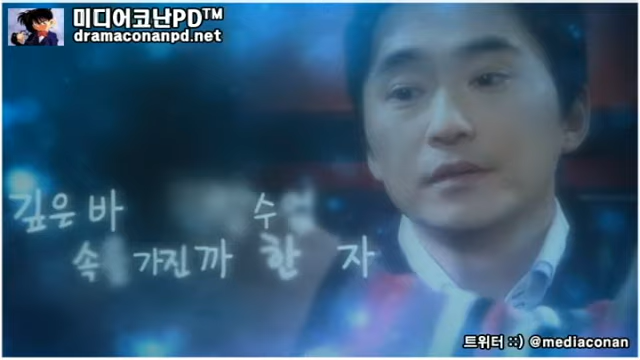 미디어코난PD™
dramaconanpd.net
깊은 바 수
속 가진 까 한 자
트위터 ::) @mediaconan